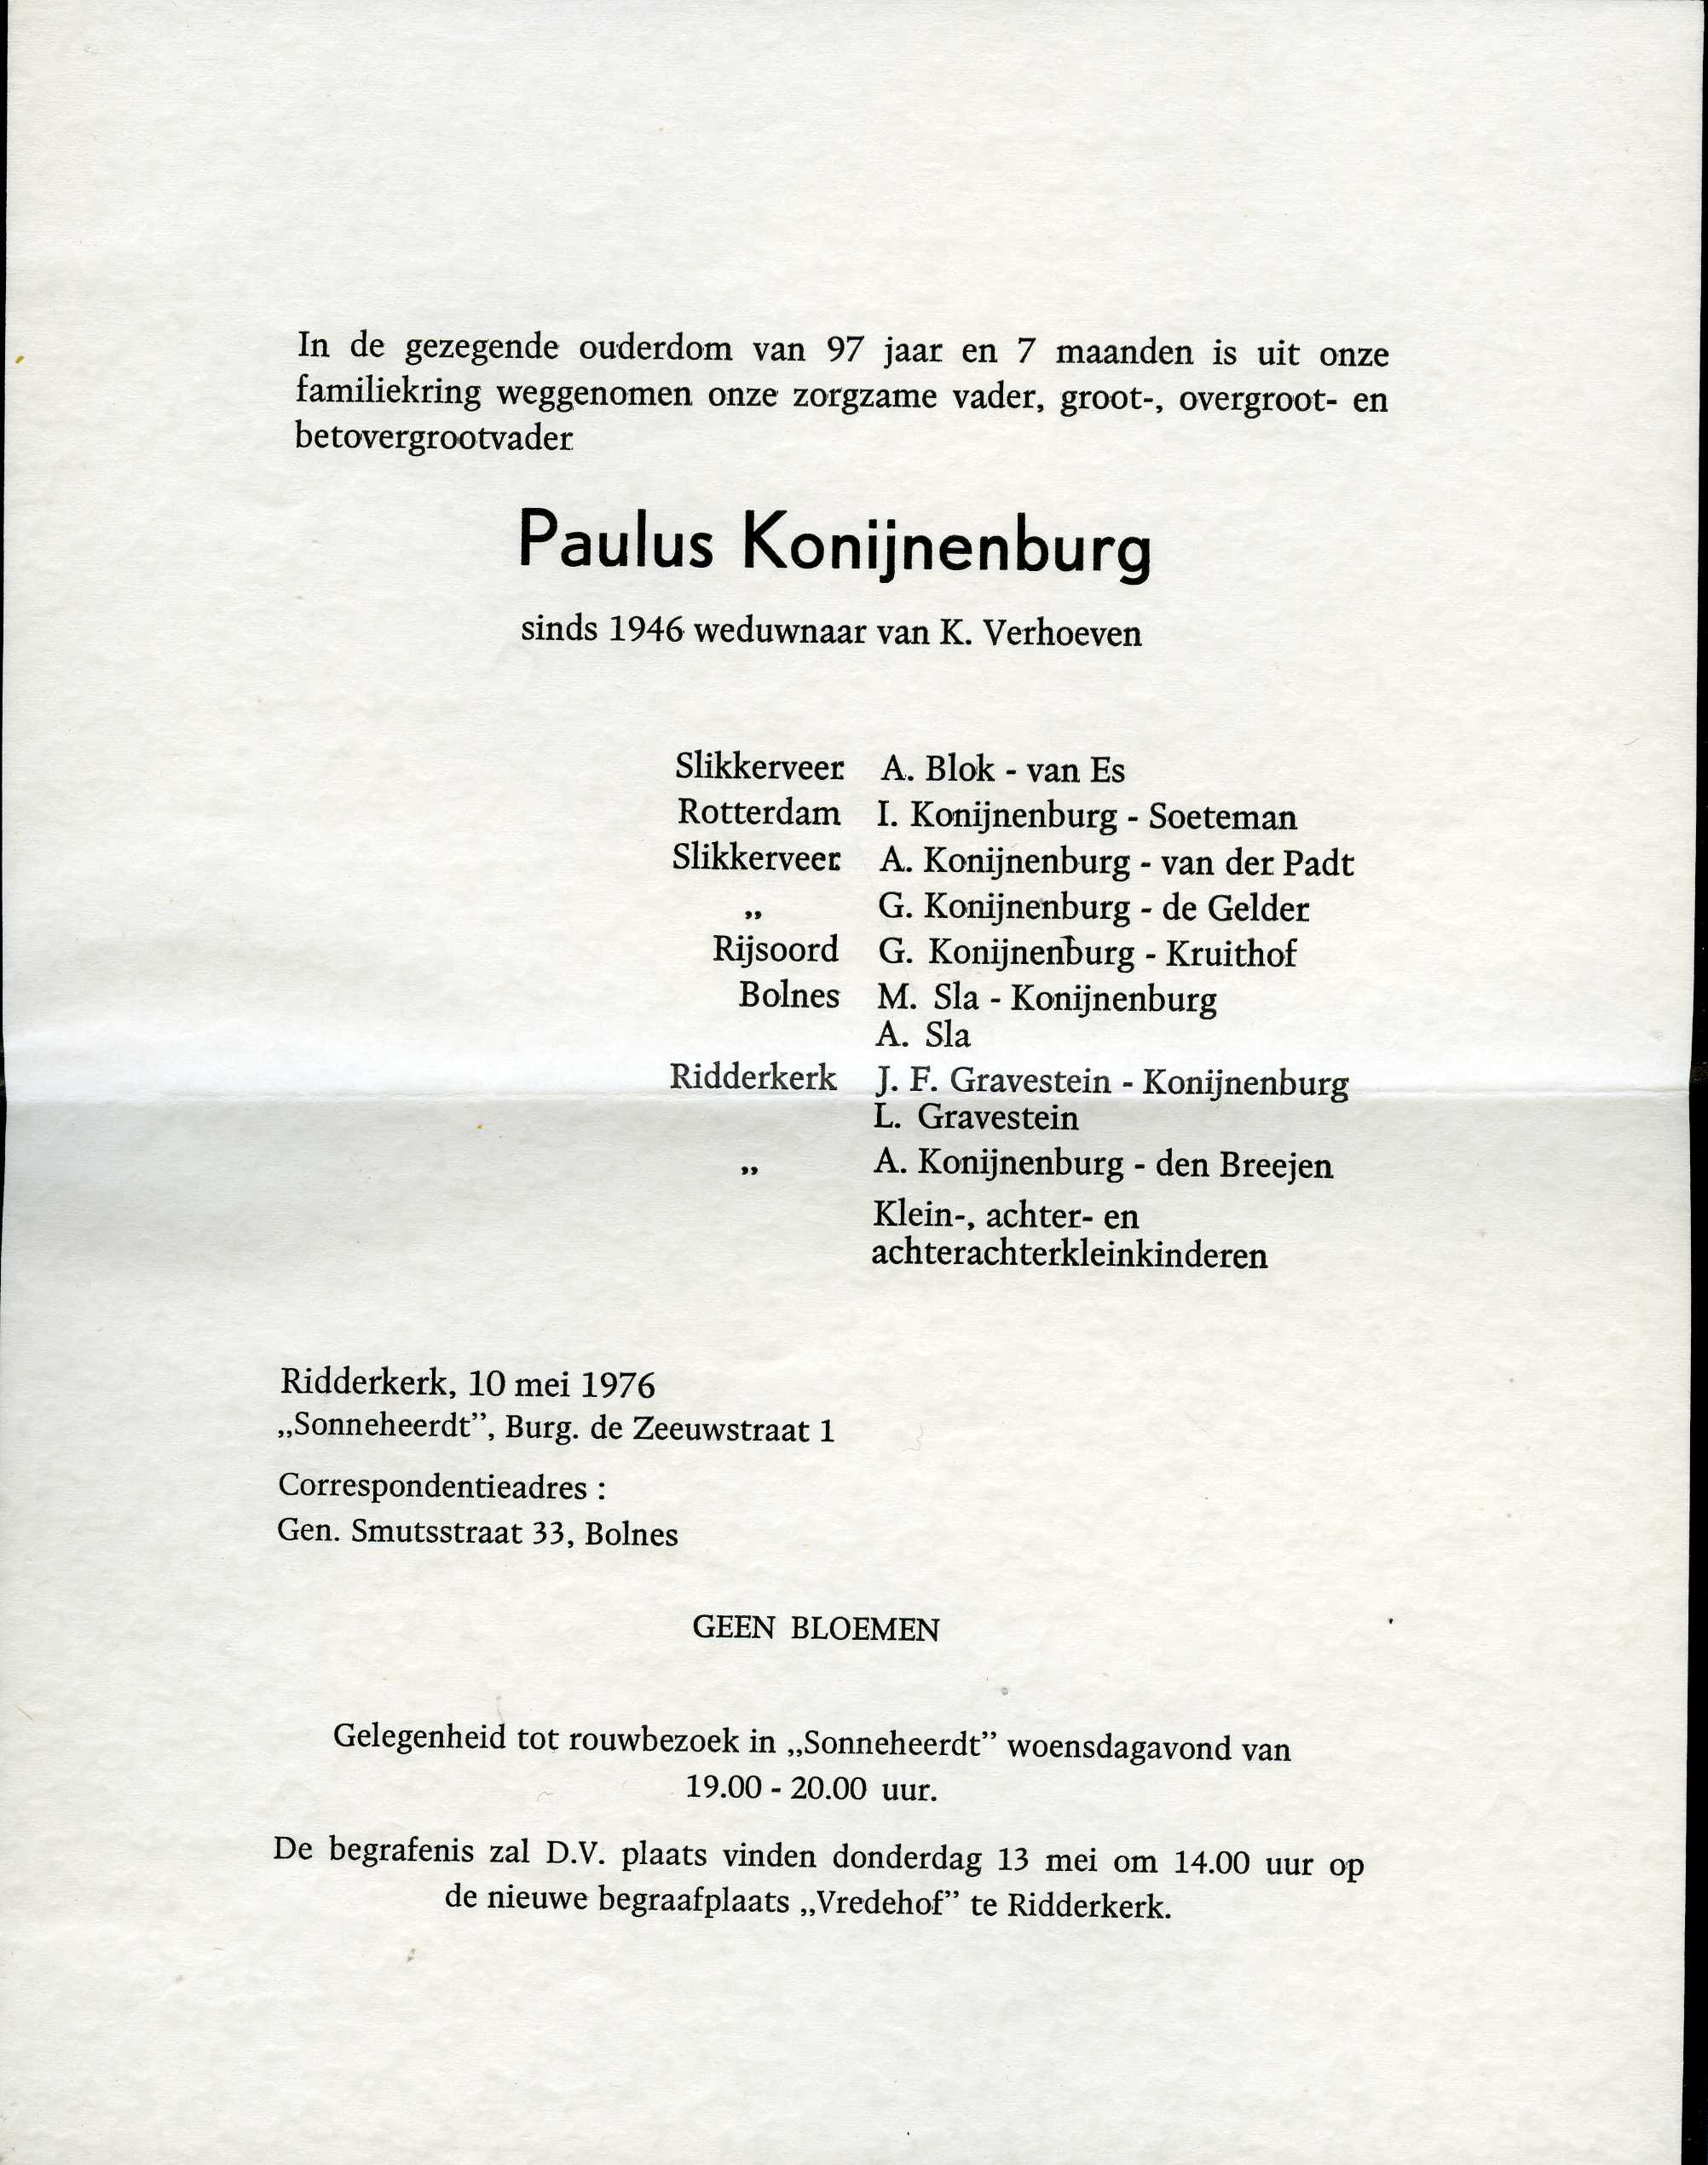 In de gezegende ouderdom van 97 jaar en 7 maanden is uit onze
familiekring weggenomen onze zorgzame vader, groot-, overgroot- en
betovergrootvader
Paulus Konijnenburg
sinds 1946 weduwnaar van K. Verhoeven
Slikkerveer A. Blok - van Es
Rotterdam I. Konijnenburg - Soeteman
Slikkerveer A. Konijnenburg - van der Padt
„ G. Konijnenburg - de Gelder
Rijsoord G. Konijnenburg - Kruithof
Bolnes M. Sla - Konijnenburg
A. Sla
Ridderkerk J. F. Gravestein - Konijnenburg
L. Gravestein
„ A. Konijnenburg - den Breejen
Klein-, achter- en
achterachterkleinkinderen
Ridderkerk, 10 mei 1976
„Sonneheerdt”, Burg. de Zeeuwstraat 1
Correspondentieadres :
Gen. Smutsstraat 33, Bolnes
GEEN BLOEMEN
Gelegenheid tot rouwbezoek in „Sonneheerdt” woensdagavond van
19.00 - 20.00 uur.
De begrafenis zal D.V. plaats vinden donderdag 13 mei om 14.00 uur op
de nieuwe begraafplaats „Vredehof” te Ridderkerk.